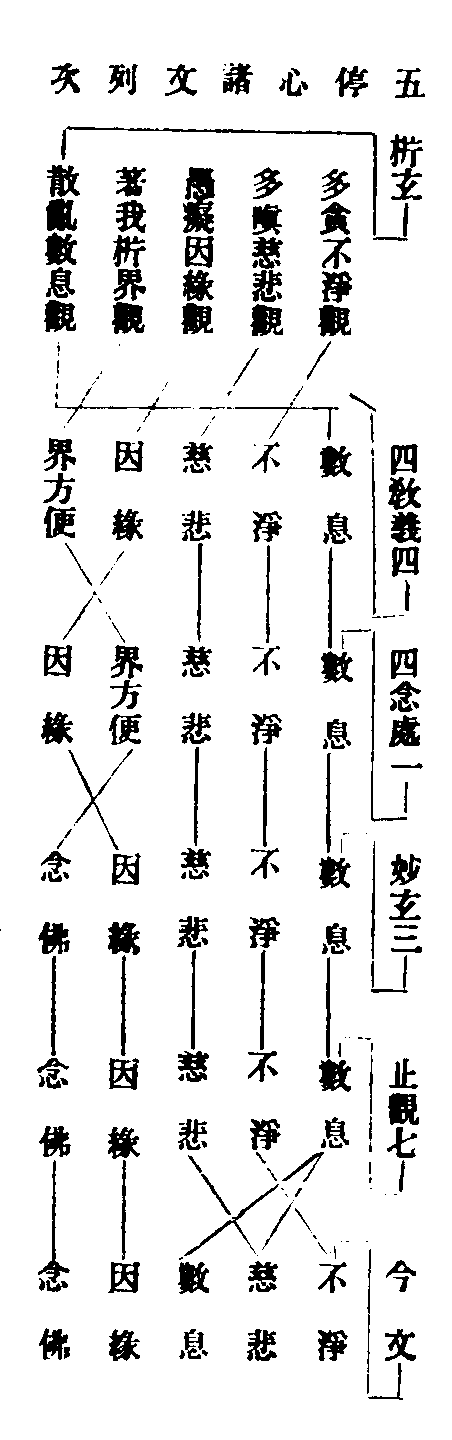 五停心諸文列次
析玄
多貪不淨觀
多嗔慈悲觀
愚癡因緣觀
著我析界觀
散亂數息觀
四教義四
數息
不淨
慈悲
因緣
界方便
四念處一
數息
不淨
慈悲
界方便
因緣
妙玄三
數息
不淨
慈悲
因緣
念佛
止觀七
數息
不淨
慈悲
因緣
念佛
今文
不淨
慈悲
數息
因緣
念佛